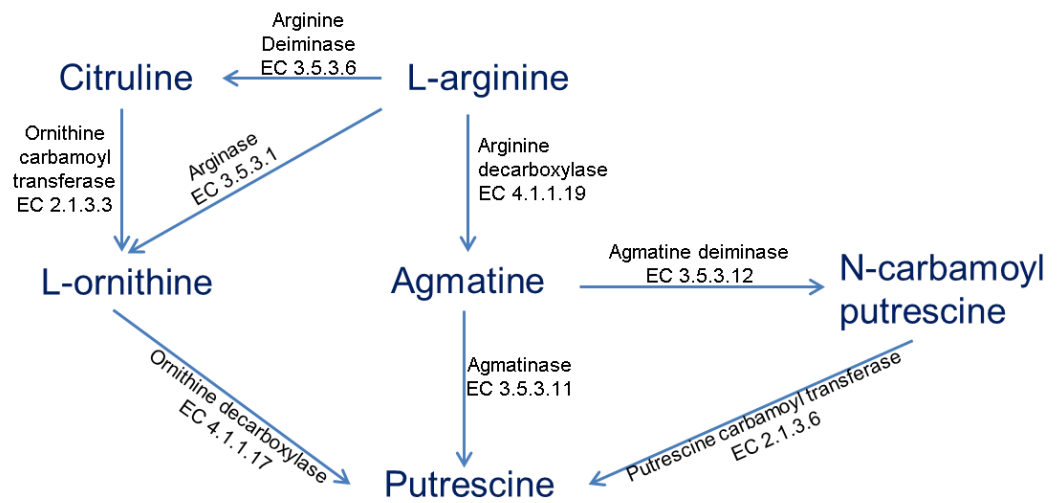 Arginine
Deiminase
EC 3.5.3.6
Citruline
L-arginine
Ornithine
carbamoyl
transferase
EC 2.1.3.3
Arginase
EC 3.5.3.1
Arginine
decarboxylase
EC 4.1.1.19
L-ornithine
Agmatine
Agmatine deiminase
EC 3.5.3.12
N-carbamoyl
putrescine
Ornithine decarboxylase
EC 4.1.1.17
Agmatinase
EC 3.5.3.11
Putrescine carbamoyl transferase
EC 2.1.3.6
Putrescine